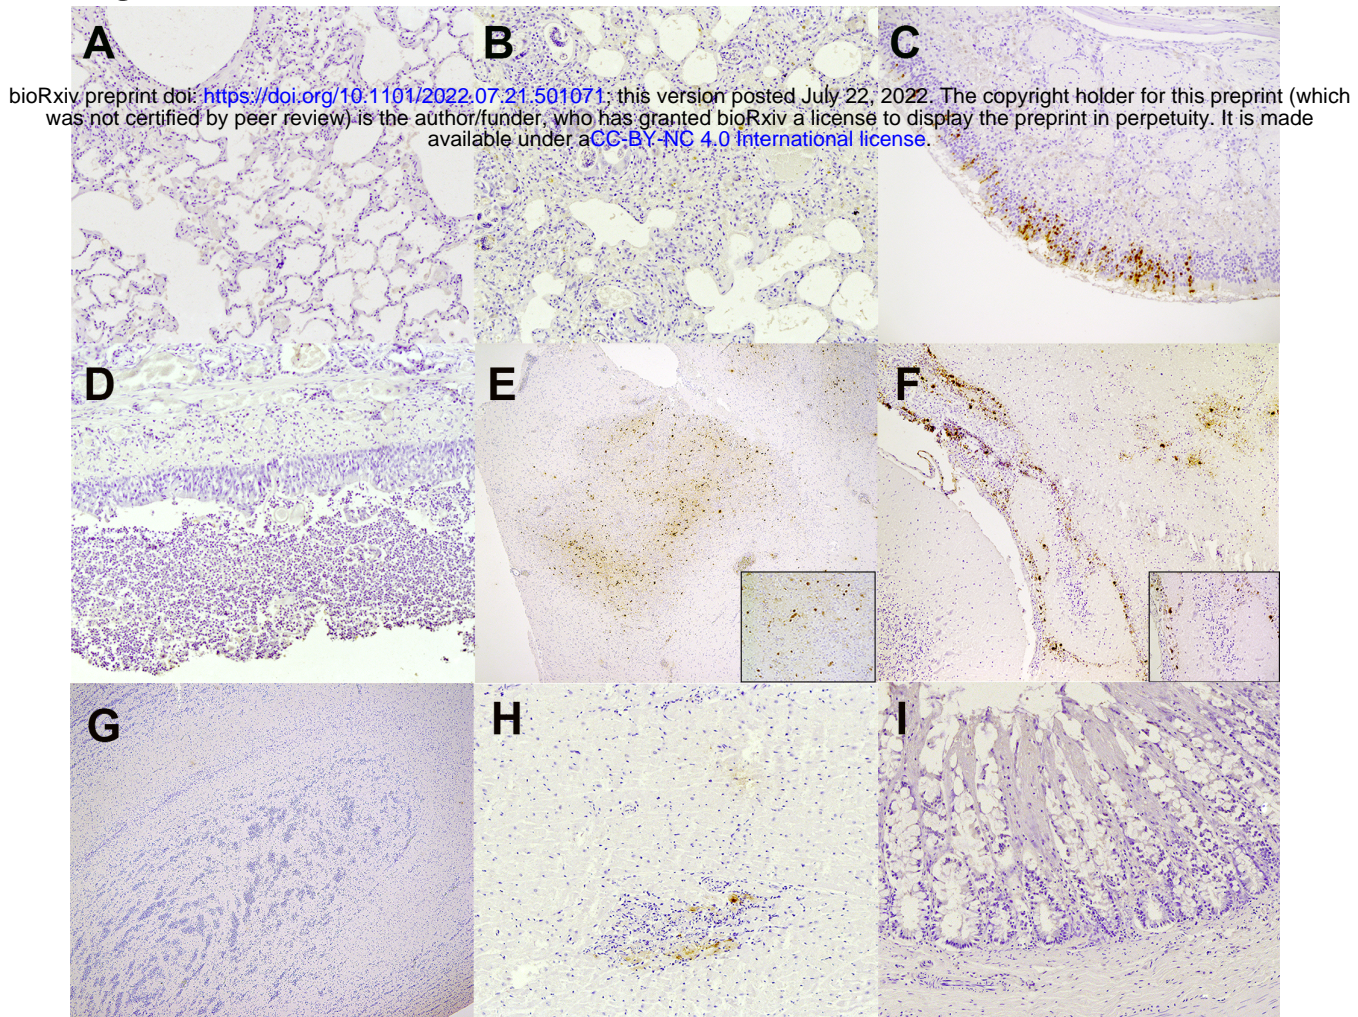 A
B
C
bioRxiv preprint doi: https://doi.org/10.1101/2022.07.21.501071; this version posted July 22, 2022. The copyright holder for this preprint (which
was not certified by peer review) is the author/funder, who has granted bioRxiv a license to display the preprint in perpetuity. It is made
available under aCC-BY-NC 4.0 International license.
D
E
F
G
H
I